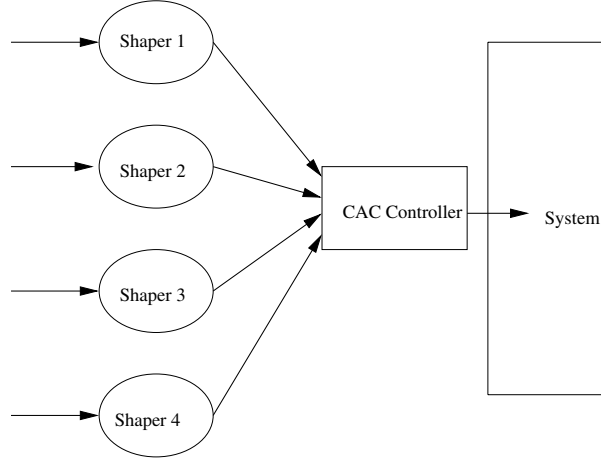 Shaper 1
Shaper 2
CAC Controller
System
Shaper 3
Shaper 4